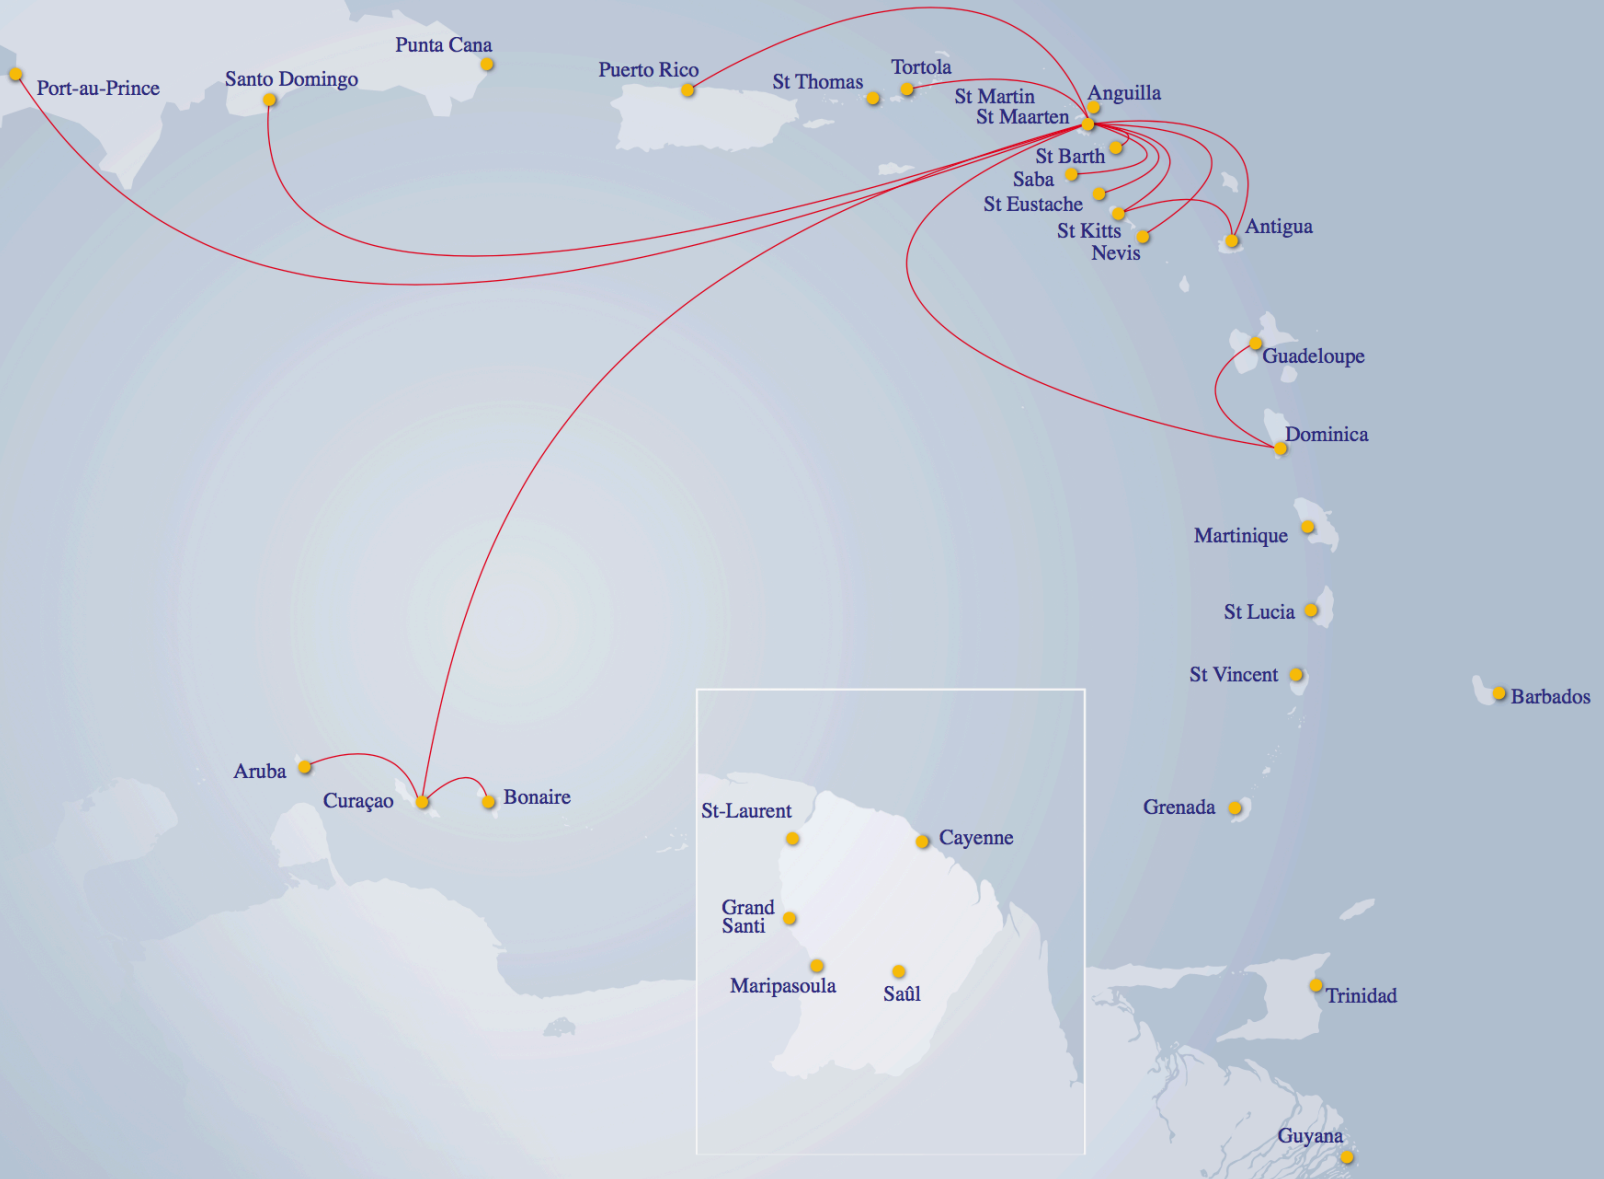 Punta Cana
Port-au-Prince
Santo Domingo
Puerto Rico
St Thomas
Tortola
St Martin
St Maarten
Anguilla
St Barth
Saba
St Eustache
St Kitts
Nevis
Antigua
Guadeloupe
Dominica
Martinique
St Lucia
St Vincent
Barbados
Aruba
Curaçao
Bonaire
Grenada
St-Laurent
Cayenne
Grand
Santi
Maripasoula
Saûl
Trinidad
Guyana